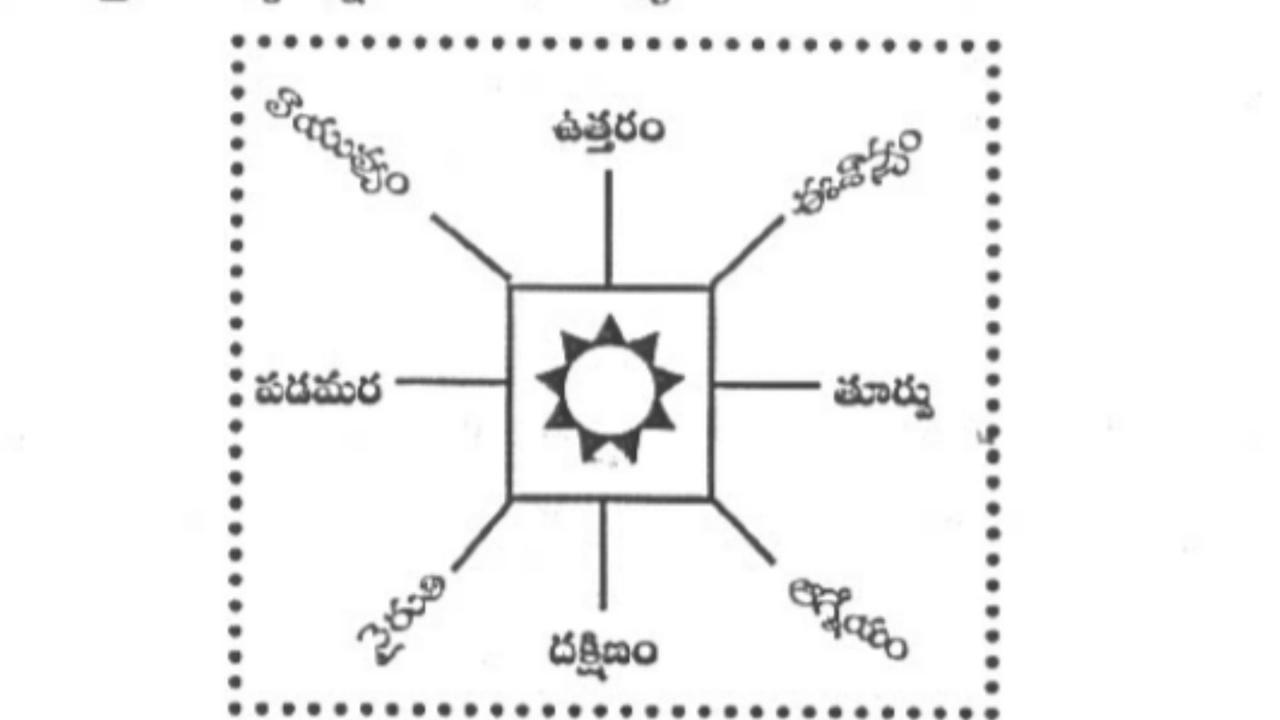 వాయువ్యం
ఉత్తరం
ఈశాన్యం
పడమర
తూర్పు
నైరుతి
దక్షిణం
ఆగ్నేయం